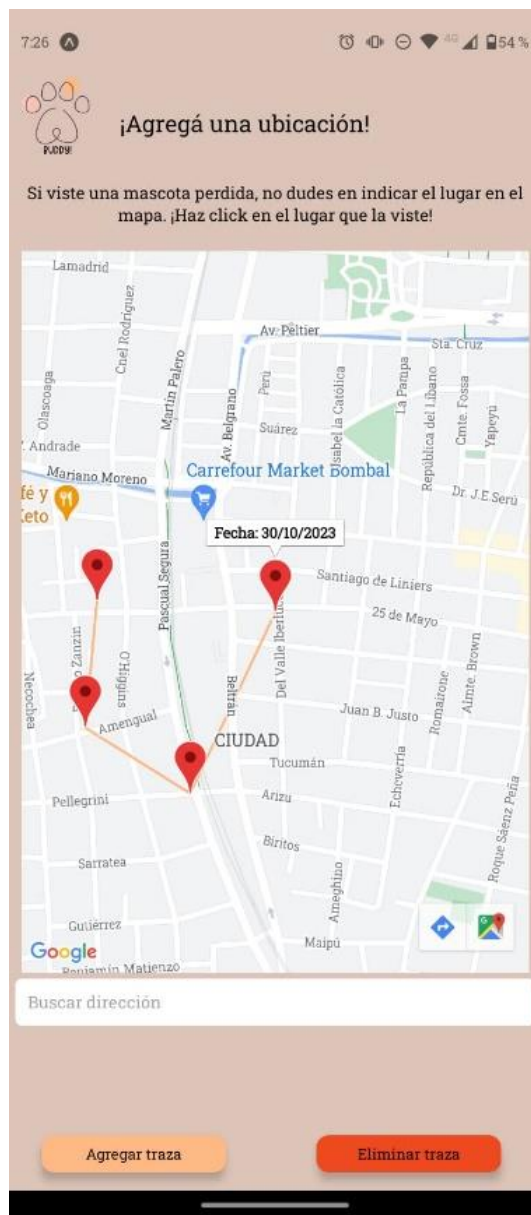 7:26
4G
54 %
PUDDY!
¡Agregá una ubicación!
Si viste una mascota perdida, no dudes en indicar el lugar en el
mapa. ¡Haz click en el lugar que la viste!
Lamadrid
Cnel Rodriguez
Martín Palero
Av. Peltier
Sta. Cruz
Olascoaga
Av. Belgrano
Perú
Isabel la Católica
La Pampa
República del Líbano
Cmte. Fossa
Yapeyú
Suárez
Andrade
Mariano Moreno
Carrefour Market Bombal
Dr. J.E Serú
fé y
Keto
Fecha: 30/10/2023
Pascual Segura
Santiago de Liniers
25 de Mayo
Zanzin
O'Higgins
Del Valle Iberlucea
Necochea
Beltrán
Juan B. Justo
Romairone
Almte. Brown
Amengual
CIUDAD
Tucumán
Echeverría
Pellegrini
Arizu
Roque Sáenz Peña
Biritos
Sarratea
Ameghino
Gutiérrez
Maipú
Google
Benjamín Matienzo
Buscar dirección
Agregar traza
Eliminar traza